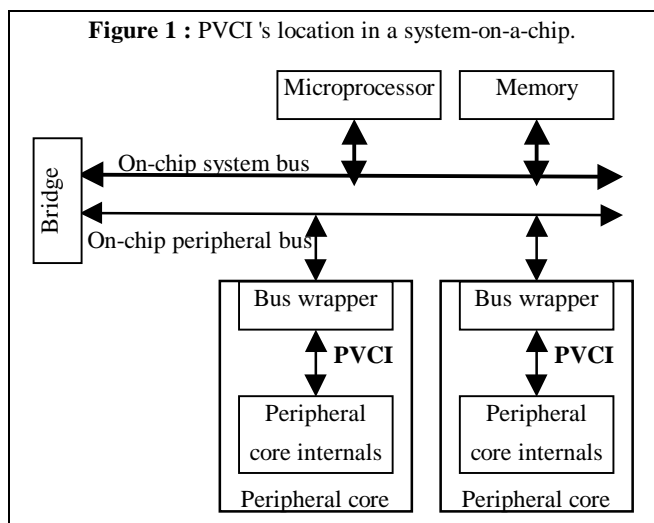 Figure 1 : PVCI 's location in a system-on-a-chip.
Microprocessor
Memory
Bridge
On-chip system bus
On-chip peripheral bus
Bus wrapper
Bus wrapper
PVCI
PVCI
Peripheral
core internals
Peripheral
core internals
Peripheral core
Peripheral core